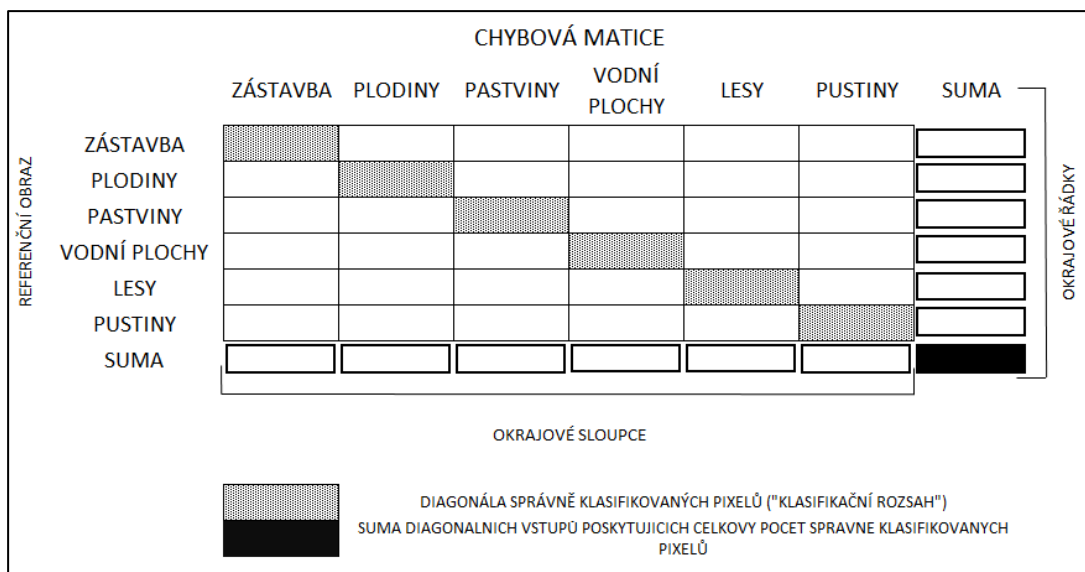 CHYBOVÁ MATICE
ZÁSTAVBA PLODINY PASTVINY VODNÍ PLOCHY LESY PUSTINY SUMA
REFERENČNÍ OBRAZ
ZÁSTAVBA
PLODINY
PASTVINY
VODNÍ PLOCHY
LESY
PUSTINY
SUMA
OKRAJOVÉ ŘÁDKY
OKRAJOVÉ SLOUPCE
DIAGONÁLA SPRÁVNĚ KLASIFIKOVANÝCH PIXELŮ ("KLASIFIKAČNÍ ROZSAH")
SUMA DIAGONALNICH VSTUPŮ POSKYTUJICICH CELKOVY POCET SPRAVNE KLASIFIKOVANYCH
PIXELŮ